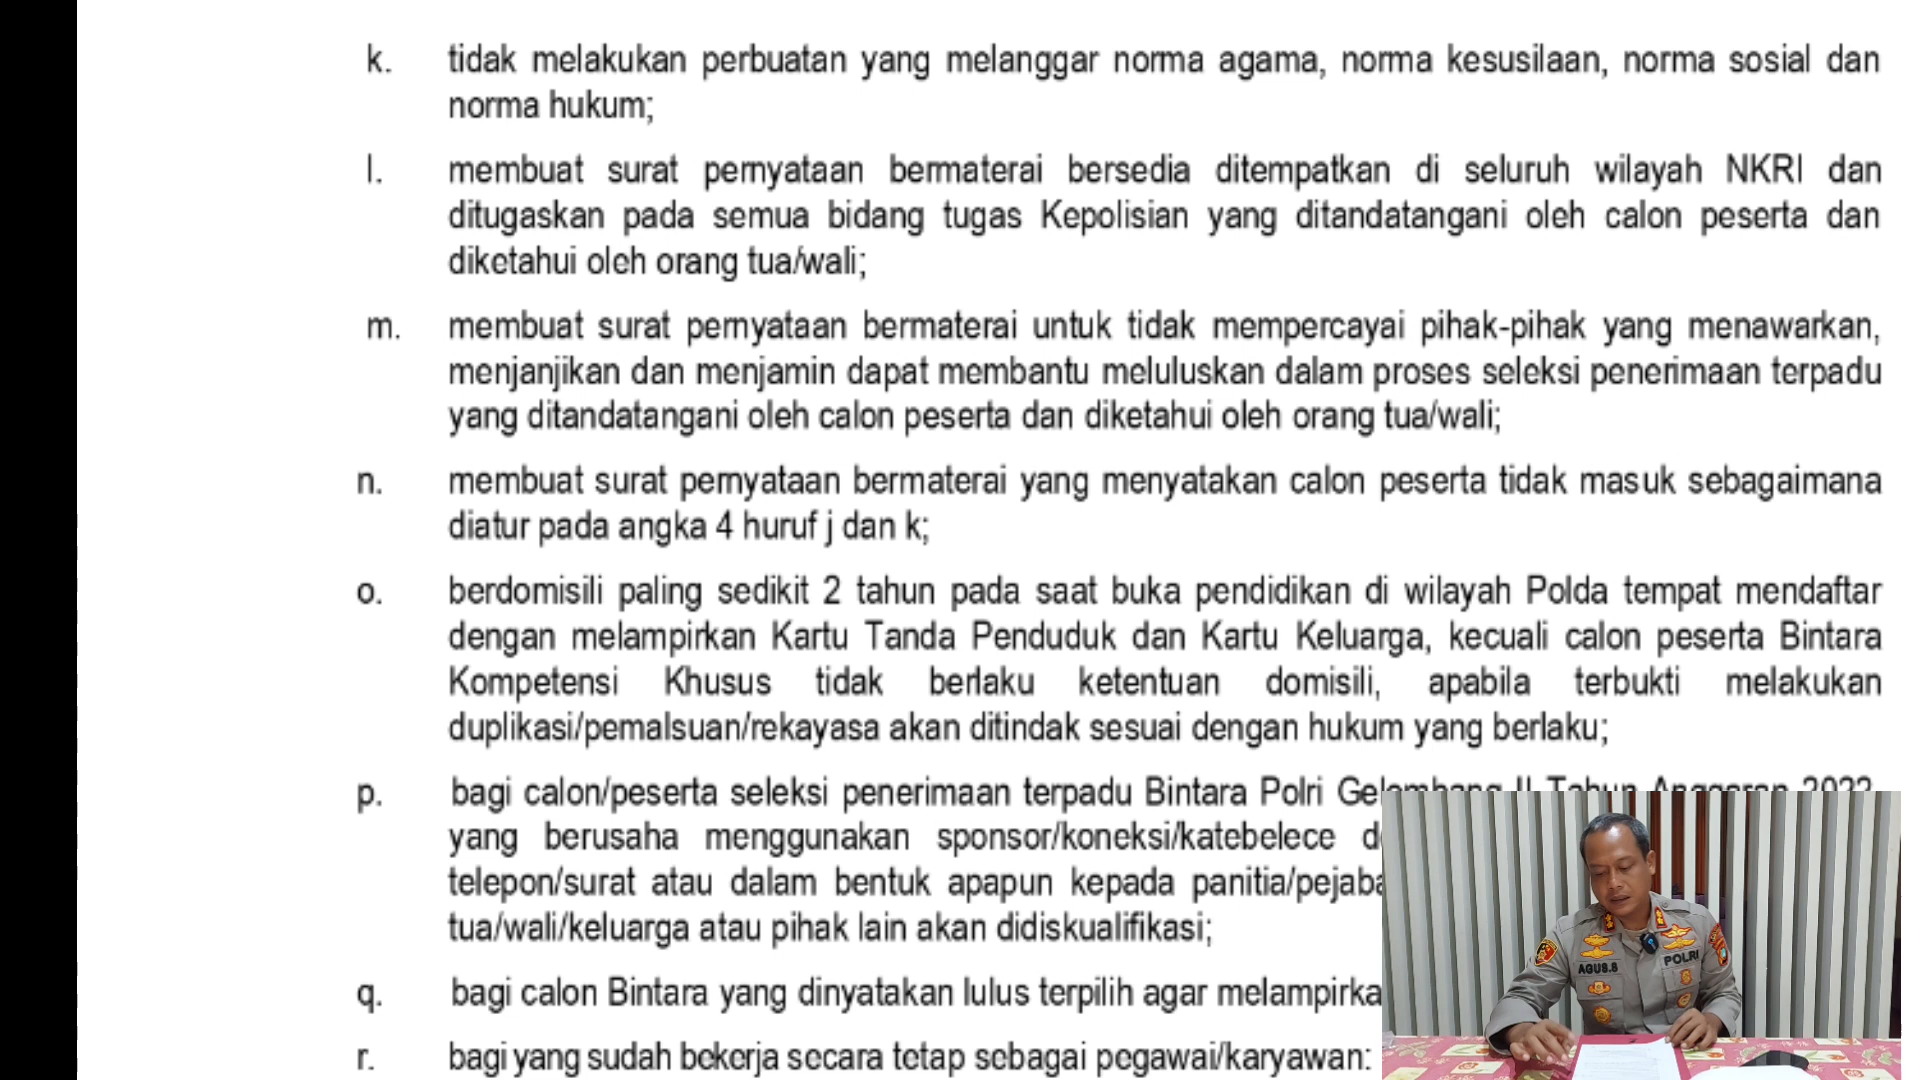 k. tidak melakukan perbuatan yang melanggar norma agama, norma kesusilaan, norma sosial dan
norma hukum;
l. membuat surat pernyataan bermaterai bersedia ditempatkan di seluruh wilayah NKRI dan
ditugaskan pada semua bidang tugas Kepolisian yang ditandatangani oleh calon peserta dan
diketahui oleh orang tua/wali;
m. membuat surat pernyataan bermaterai untuk tidak mempercayai pihak-pihak yang menawarkan,
menjanjikan dan menjamin dapat membantu meluluskan dalam proses seleksi penerimaan terpadu
yang ditandatangani oleh calon peserta dan diketahui oleh orang tua/wali;
n. membuat surat pernyataan bermaterai yang menyatakan calon peserta tidak masuk sebagaimana
diatur pada angka 4 huruf j dan k;
o. berdomisili paling sedikit 2 tahun pada saat buka pendidikan di wilayah Polda tempat mendaftar
dengan melampirkan Kartu Tanda Penduduk dan Kartu Keluarga, kecuali calon peserta Bintara
Kompetensi Khusus tidak berlaku ketentuan domisili, apabila terbukti melakukan
duplikasi/pemalsuan/rekayasa akan ditindak sesuai dengan hukum yang berlaku;
p. bagi calon/peserta seleksi penerimaan terpadu Bintara Polri Gelombang II Tahun Anggaran 2022
yang berusaha menggunakan sponsor/koneksi/katebelece
telepon/surat atau dalam bentuk apapun kepada
tua/wali/keluarga atau pihak lain akan didiskualifikasi;
q. bagi calon Bintara yang dinyatakan lulus terpilih agar
r. bagi yang sudah bekerja secara tetap sebagai pegawai/karyawan:
AGUS.S
POLRI